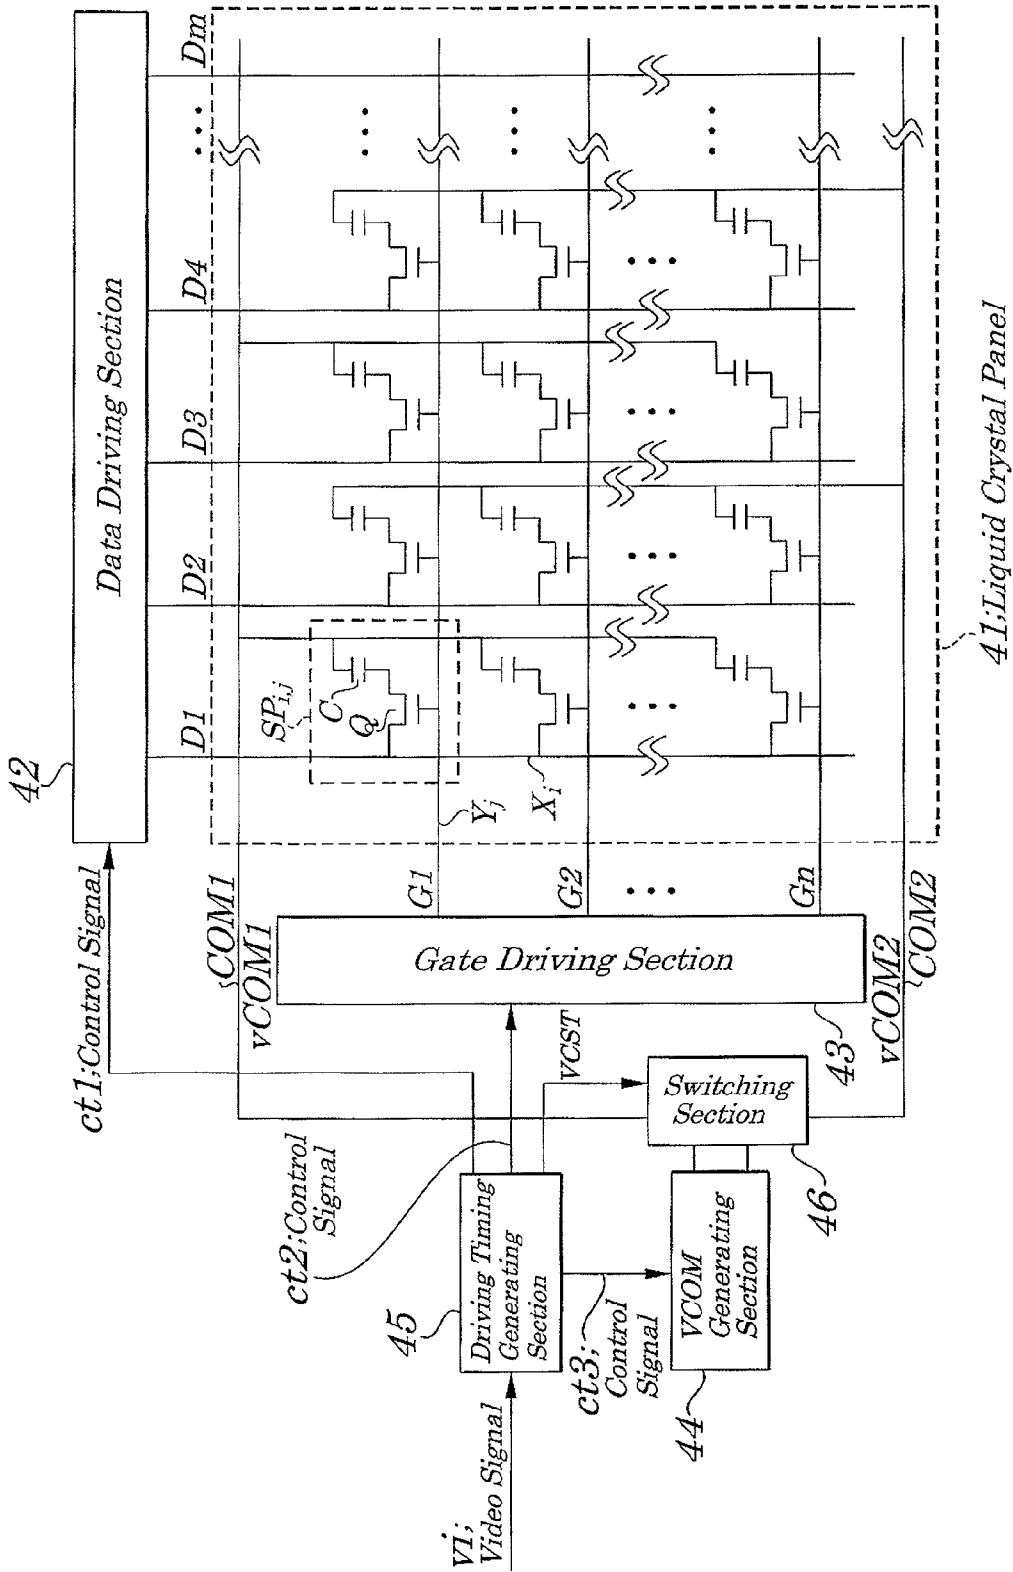 42
Data Driving Section
D1
D2
D3
D4
Dm
ct1;Control Signal
COM1
vCOM1
SPi,j
C
Q
Yj
Xi
G1
G2
Gn
Gate Driving Section
43
vCOM2
COM2
41;Liquid Crystal Panel
VCST
Switching
Section
46
ct2;Control
Signal
45
Driving Timing
Generating
Section
ct3;
Control
Signal
VCOM
Generating
Section
44
vi;
Video Signal